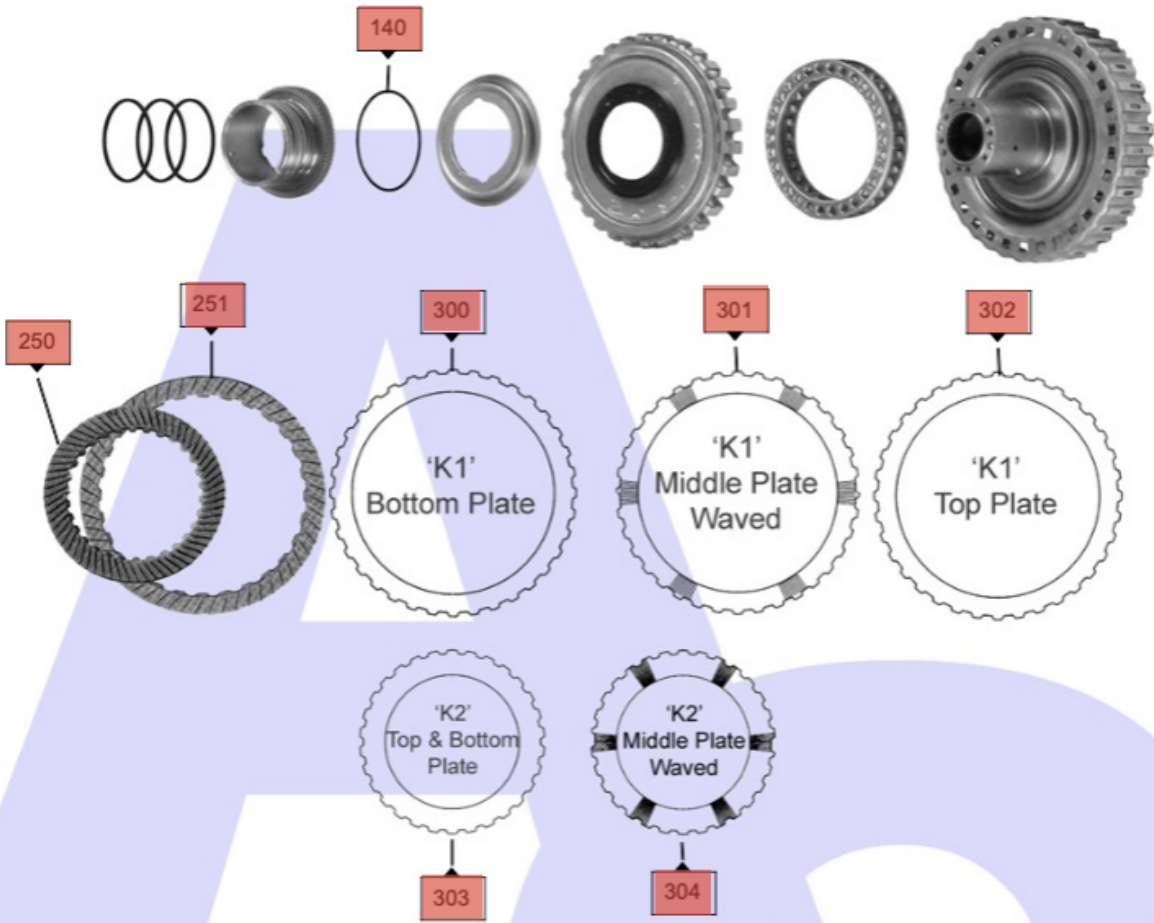 140
251
300
301
302
250
'K1'
Bottom Plate
'K1'
Middle Plate
Waved
'K1'
Top Plate
'K2'
Top & Bottom
Plate
'K2'
Middle Plate
Waved
303
304